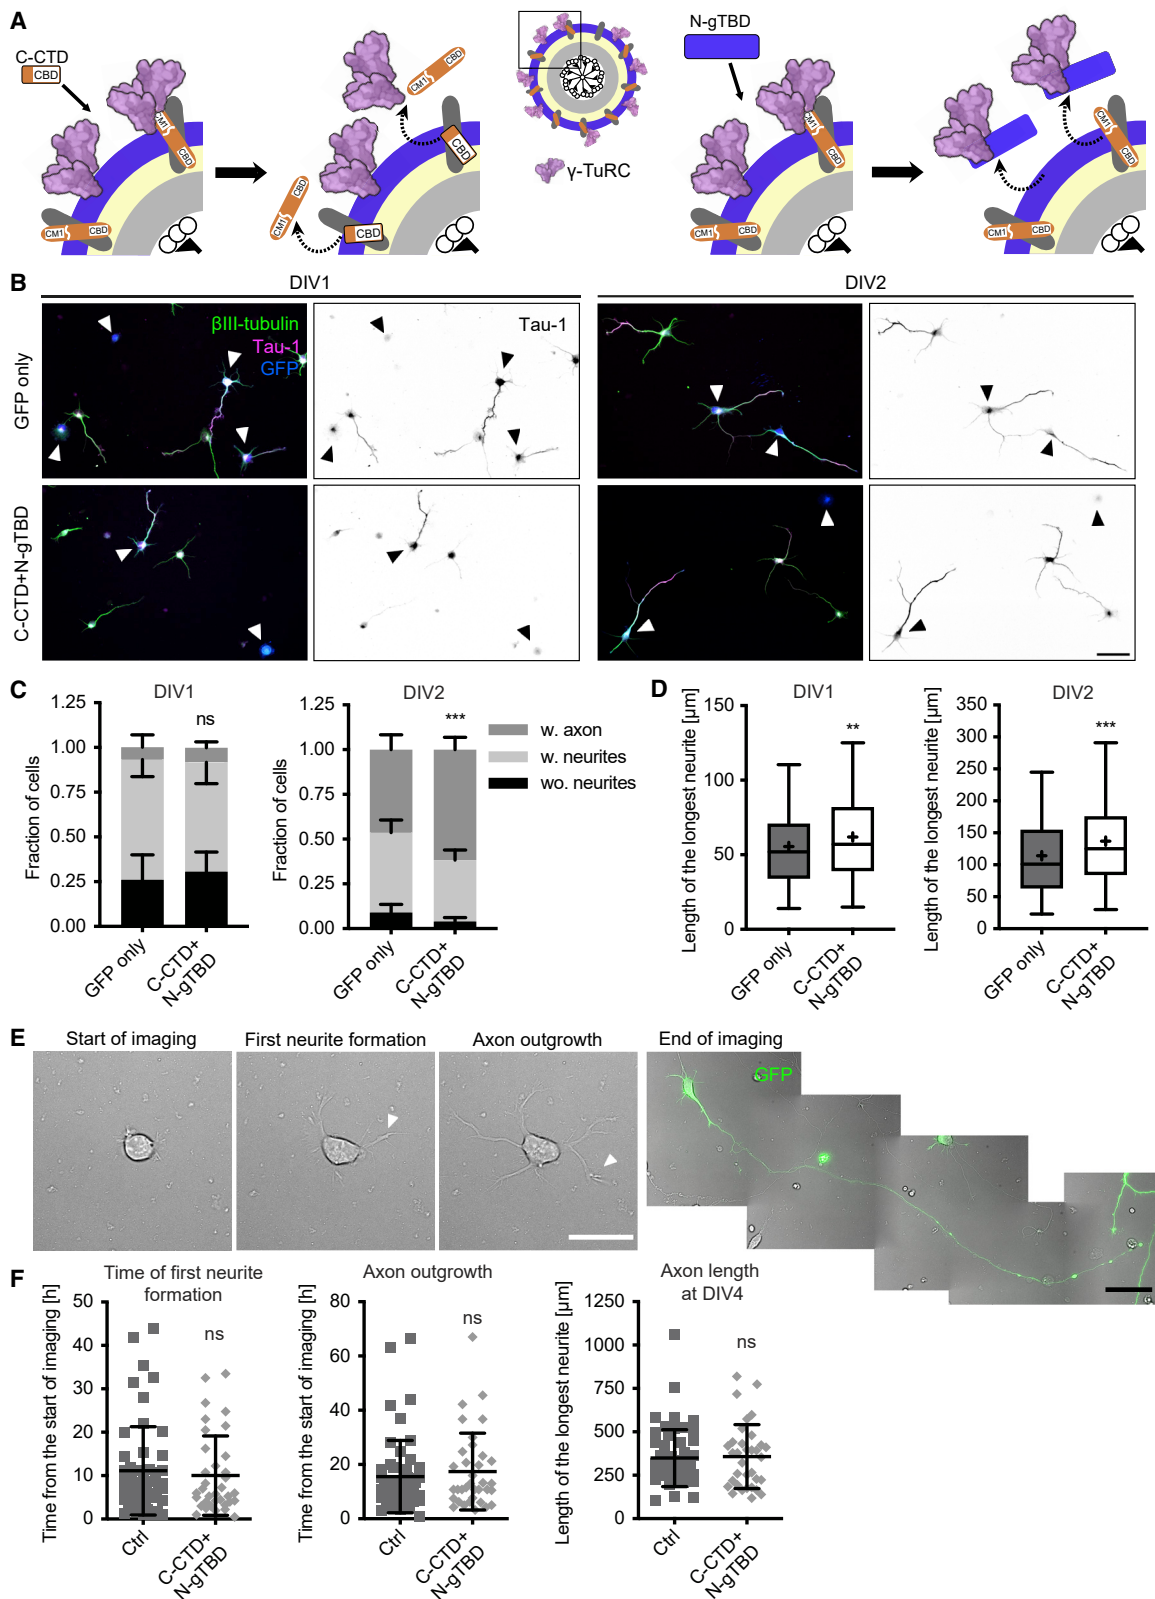 A
C-CTD
CBD
CM1
CBD
CM1 CBD
CM1 CBD
CBD
CM1 CBD
CBD
γ-TuRC
N-gTBD
CM1
CBD
CM1 CBD
CM1
CBD
CM1 CBD
B
DIV1
DIV2
GFP only
βIII-tubulin
Tau-1
GFP
Tau-1
C-CTD+N-gTBD
C
DIV1
Fraction of cells
1.25
1.00
0.75
0.50
0.25
0.00
ns
GFP only
C-CTD+
N-gTBD
DIV2
Fraction of cells
1.25
1.00
0.75
0.50
0.25
0.00
***
GFP only
C-CTD+
N-gTBD
w. axon
w. neurites
wo. neurites
D
DIV1
Length of the longest neurite [µm]
150
100
50
0
**
GFP only
C-CTD+
N-gTBD
DIV2
Length of the longest neurite [µm]
350
300
250
200
150
100
50
0
***
GFP only
C-CTD+
N-gTBD
E
Start of imaging
First neurite formation
Axon outgrowth
End of imaging
GFP
F
Time of first neurite
formation
Time from the start of imaging [h]
50
40
30
20
10
0
ns
Ctrl
C-CTD+
N-gTBD
Axon outgrowth
Time from the start of imaging [h]
80
60
40
20
0
ns
Ctrl
C-CTD+
N-gTBD
Axon length
at DIV4
Length of the longest neurite [µm]
1250
1000
750
500
250
0
ns
Ctrl
C-CTD+
N-gTBD